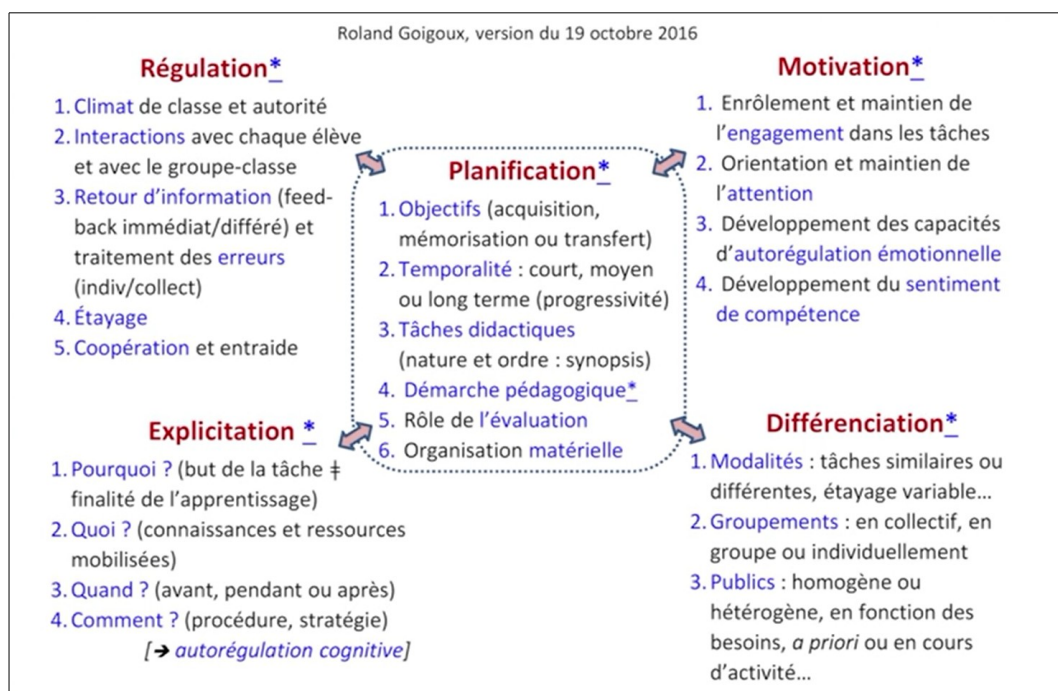 Roland Goigoux, version du 19 octobre 2016
Régulation*
1. Climat de classe et autorité
2. Interactions avec chaque élève
et avec le groupe-classe
3. Retour d'information (feed-
back immédiat/différé) et
traitement des erreurs
(indiv/collect)
4. Étayage
5. Coopération et entraide
Motivation*
1. Enrôlement et maintien de
l'engagement dans les tâches
2. Orientation et maintien de
l'attention
3. Développement des capacités
d'autorégulation émotionnelle
4. Développement du sentiment
de compétence
Planification*
1. Objectifs (acquisition,
mémorisation ou transfert)
2. Temporalité : court, moyen
ou long terme (progressivité)
3. Tâches didactiques
(nature et ordre : synopsis)
4. Démarche pédagogique*
5. Rôle de l'évaluation
6. Organisation matérielle
Explicitation *
1. Pourquoi ? (but de la tâche ǂ
finalité de l'apprentissage)
2. Quoi ? (connaissances et ressources
mobilisées)
3. Quand ? (avant, pendant ou après)
4. Comment ? (procédure, stratégie)
[➔ autorégulation cognitive]
Différenciation*
1. Modalités : tâches similaires ou
différentes, étayage variable…
2. Groupements : en collectif, en
groupe ou individuellement
3. Publics : homogène ou
hétérogène, en fonction des
besoins, a priori ou en cours
d'activité…